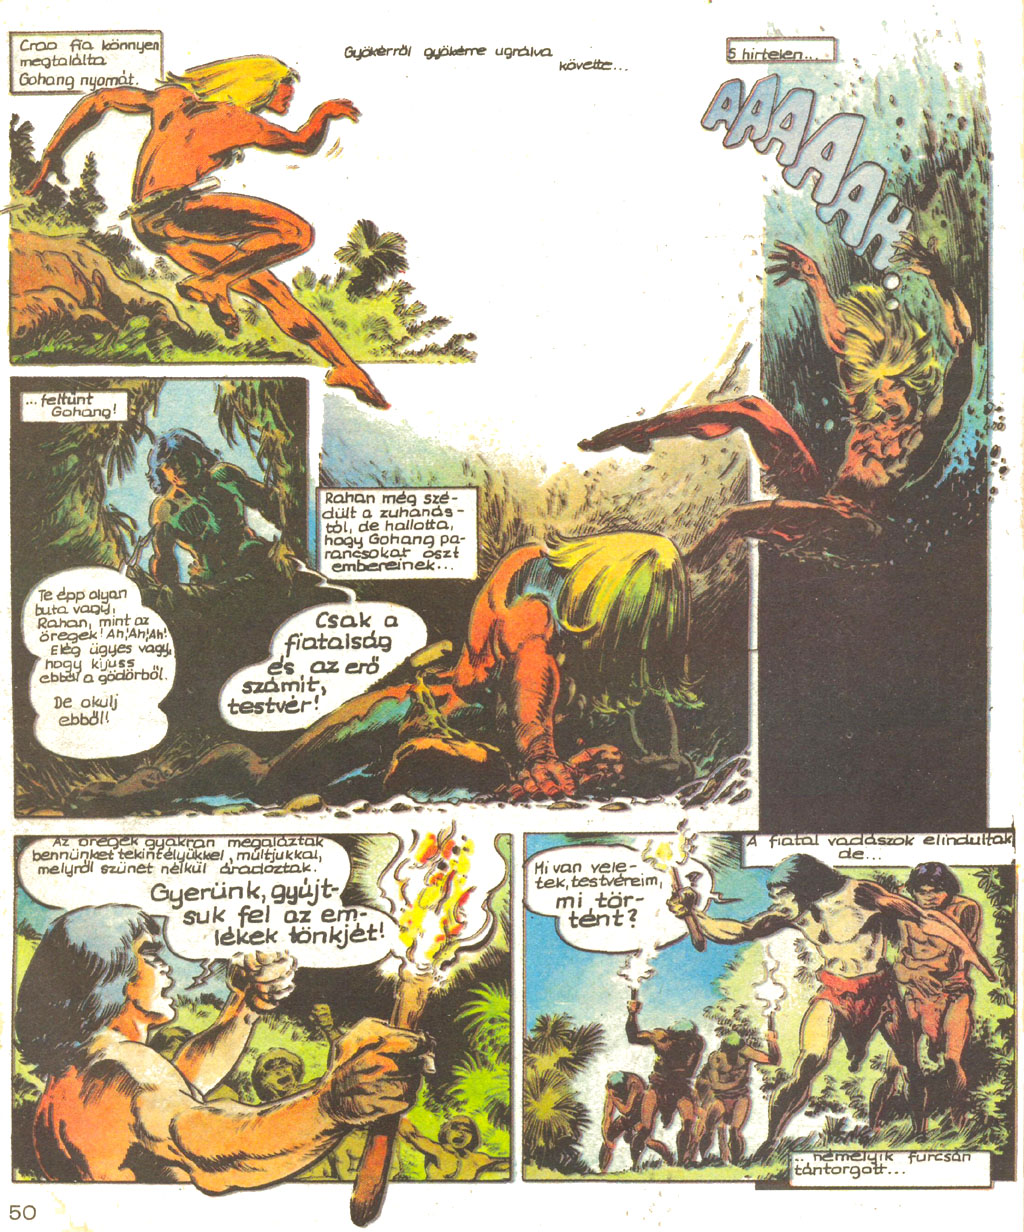 Crao fia könnyen
megtalálta
Gohang nyomát.
Gyökérről gyökérre ugrálva
követte...
S hirtelen...
AAAAAAH...
...feltűnt
Gohang!
Te épp olyan
buta vagy,
Rahan, mint az
öregek! Ah!Ah!Ah!
Elég ügyes vagy,
hogy kijuss
ebből a gödörből.
De okulj
ebből!
Rahan még szé-
dült a zuhanás-
tól, de hallotta,
hogy Gohang pa-
rancsokat oszt
embereinek...
Csak a
fiatalság
és az erő
számit,
testvér!
Az öregek gyakran megalázták
bennünket tekintélyükkel, múltjukkal,
melyről szünet nélkül áradoztak.
Gyerünk, gyújt-
suk fel az em-
lékek tönkjét!
A fiatal vadászok elindultak
de...
Mi van vele-
tek, testvéreim,
mi tör-
tént?
.. némelyik furcsán
tántorgott...
50